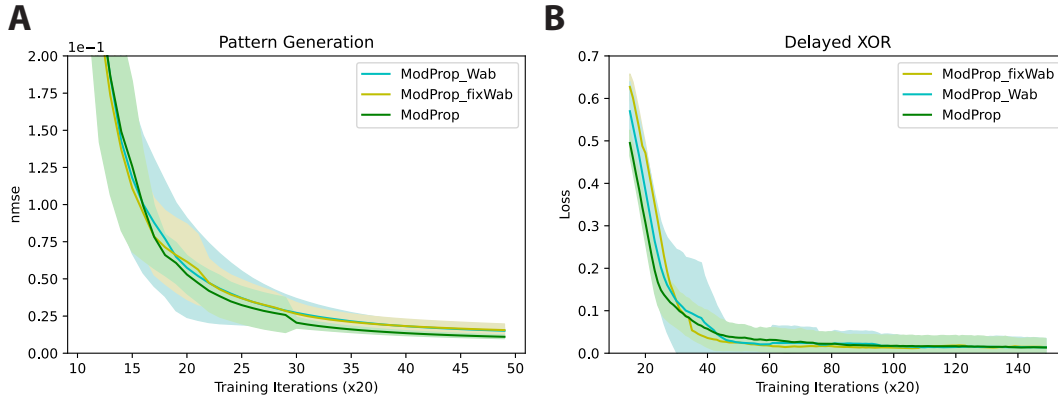 A
Pattern Generation
1e−1
2.00
1.75
1.50
1.25
1.00
0.75
0.50
0.25
0.00
nmse
ModProp_Wab
ModProp_fixWab
ModProp
10 15 20 25 30 35 40 45 50
Training Iterations (x20)
B
Delayed XOR
0.7
0.6
0.5
0.4
0.3
0.2
0.1
0.0
Loss
ModProp_fixWab
ModProp_Wab
ModProp
20 40 60 80 100 120 140
Training Iterations (x20)